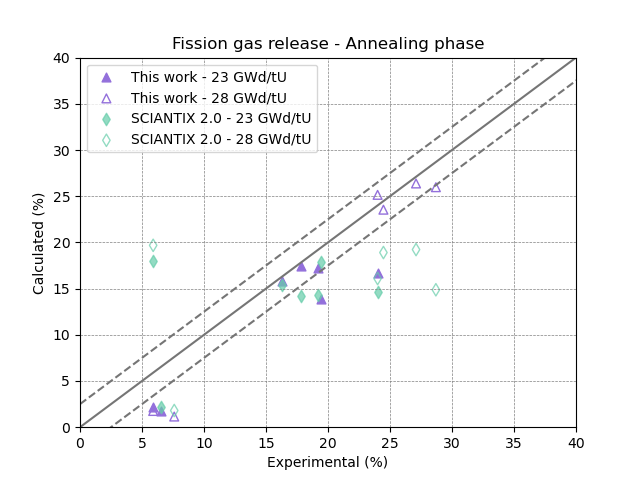 Fission gas release - Annealing phase
This work - 23 GWd/tU
This work - 28 GWd/tU
SCIANTIX 2.0 - 23 GWd/tU
SCIANTIX 2.0 - 28 GWd/tU
Calculated (%)
40
35
30
25
20
15
10
5
0
0 5 10 15 20 25 30 35 40
Experimental (%)